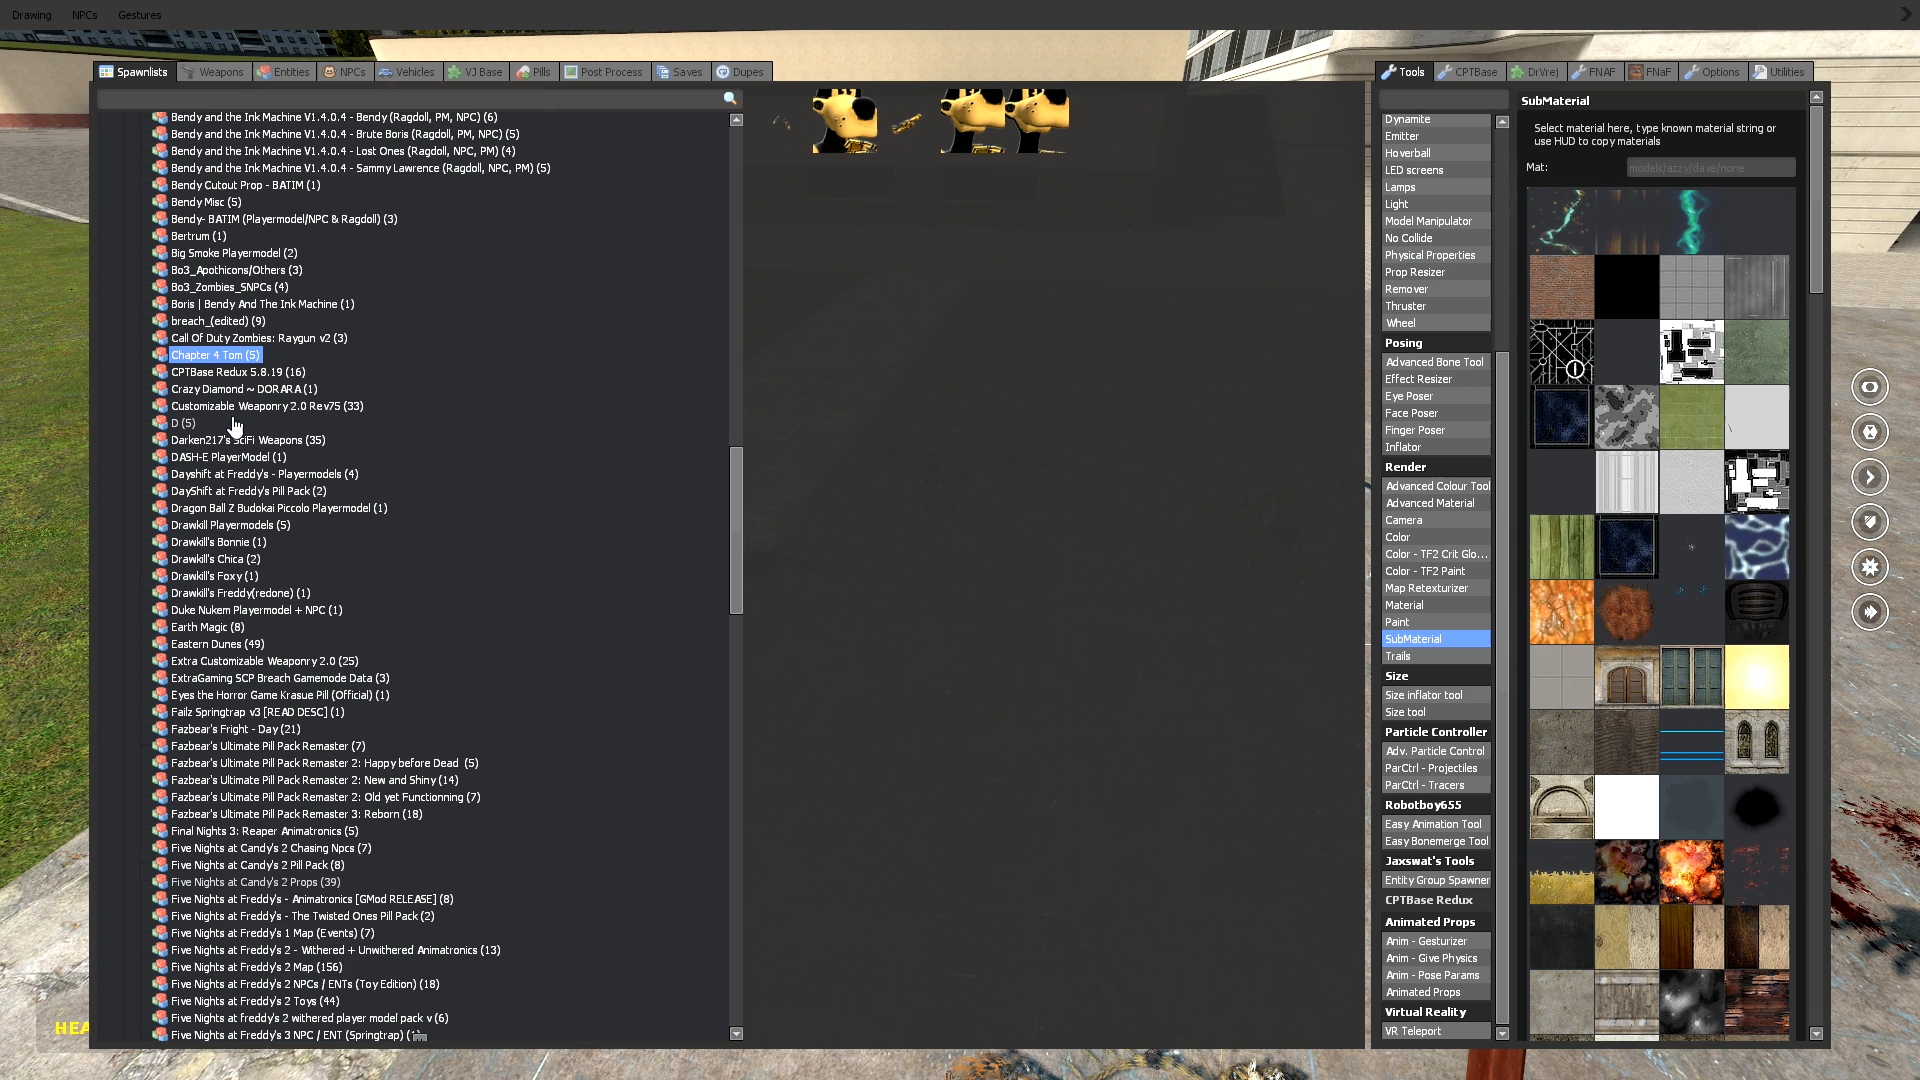 Drawing NPCs Gestures
Spawnlists Weapons Entities NPCs Vehicles VJ Base Pills Post Process Saves Dupes
Bendy and the Ink Machine V1.4.0.4 - Bendy (Ragdoll, PM, NPC) (6)
Bendy and the Ink Machine V1.4.0.4 - Brute Boris (Ragdoll, PM, NPC) (5)
Bendy and the Ink Machine V1.4.0.4 - Lost Ones (Ragdoll, NPC, PM) (4)
Bendy and the Ink Machine V1.4.0.4 - Sammy Lawrence (Ragdoll, NPC, PM) (5)
Bendy Cutout Prop - BATIM (1)
Bendy Misc (5)
Bendy- BATIM (Playermodel/NPC & Ragdoll) (3)
Bertrum (1)
Big Smoke Playermodel (2)
Bo3_Apothicons/Others (3)
Bo3_Zombies_SNPCs (4)
Boris | Bendy And The Ink Machine (1)
breach_(edited) (9)
Call Of Duty Zombies: Raygun v2 (3)
Chapter 4 Tom (5)
CPTBase Redux 5.8.19 (16)
Crazy Diamond ~ DORARA (1)
Customizable Weaponry 2.0 Rev75 (33)
D (5)
Darken217's SciFi Weapons (35)
DASH-E PlayerModel (1)
Dayshift at Freddy's - Playermodels (4)
DayShift at Freddy's Pill Pack (2)
Dragon Ball Z Budokai Piccolo Playermodel (1)
Drawkill Playermodels (5)
Drawkill's Bonnie (1)
Drawkill's Chica (2)
Drawkill's Foxy (1)
Drawkill's Freddy(redone) (1)
Duke Nukem Playermodel + NPC (1)
Earth Magic (8)
Eastern Dunes (49)
Extra Customizable Weaponry 2.0 (25)
ExtraGaming SCP Breach Gamemode Data (3)
Eyes the Horror Game Krasue Pill (Official) (1)
Failz Springtrap v3 [READ DESC] (1)
Fazbear's Fright - Day (21)
Fazbear's Ultimate Pill Pack Remaster (7)
Fazbear's Ultimate Pill Pack Remaster 2: Happy before Dead (5)
Fazbear's Ultimate Pill Pack Remaster 2: New and Shiny (14)
Fazbear's Ultimate Pill Pack Remaster 2: Old yet Functionning (7)
Fazbear's Ultimate Pill Pack Remaster 3: Reborn (18)
Final Nights 3: Reaper Animatronics (5)
Five Nights at Candy's 2 Chasing Npcs (7)
Five Nights at Candy's 2 Pill Pack (8)
Five Nights at Candy's 2 Props (39)
Five Nights at Freddy's - Animatronics [GMod RELEASE] (8)
Five Nights at Freddy's - The Twisted Ones Pill Pack (2)
Five Nights at Freddy's 1 Map (Events) (7)
Five Nights at Freddy's 2 - Withered + Unwithered Animatronics (13)
Five Nights at Freddy's 2 Map (156)
Five Nights at Freddy's 2 NPCs / ENTs (Toy Edition) (18)
Five Nights at Freddy's 2 Toys (44)
Five Nights at freddy's 2 withered player model pack v (6)
Five Nights at Freddy's 3 NPC / ENT (Springtrap)
HEA
Tools CPTBase DrVrej FNAF FNaF Options Utilities
Dynamite
Emitter
Hoverball
LED screens
Lamps
Light
Model Manipulator
No Collide
Physical Properties
Prop Resizer
Remover
Thruster
Wheel
Posing
Advanced Bone Tool
Effect Resizer
Eye Poser
Face Poser
Finger Poser
Inflator
Render
Advanced Colour Tool
Advanced Material
Camera
Color
Color - TF2 Crit Glo...
Color - TF2 Paint
Map Retexturizer
Material
Paint
SubMaterial
Trails
Size
Size inflator tool
Size tool
Particle Controller
Adv. Particle Control
ParCtrl - Projectiles
ParCtrl - Tracers
Robotboy655
Easy Animation Tool
Easy Bonemerge Tool
Jaxswat's Tools
Entity Group Spawner
CPTBase Redux
Animated Props
Anim - Gesturizer
Anim - Give Physics
Anim - Pose Params
Animated Props
Virtual Reality
VR Teleport
SubMaterial
Select material here, type known material string or
use HUD to copy materials
Mat: models/azzy/dave/none